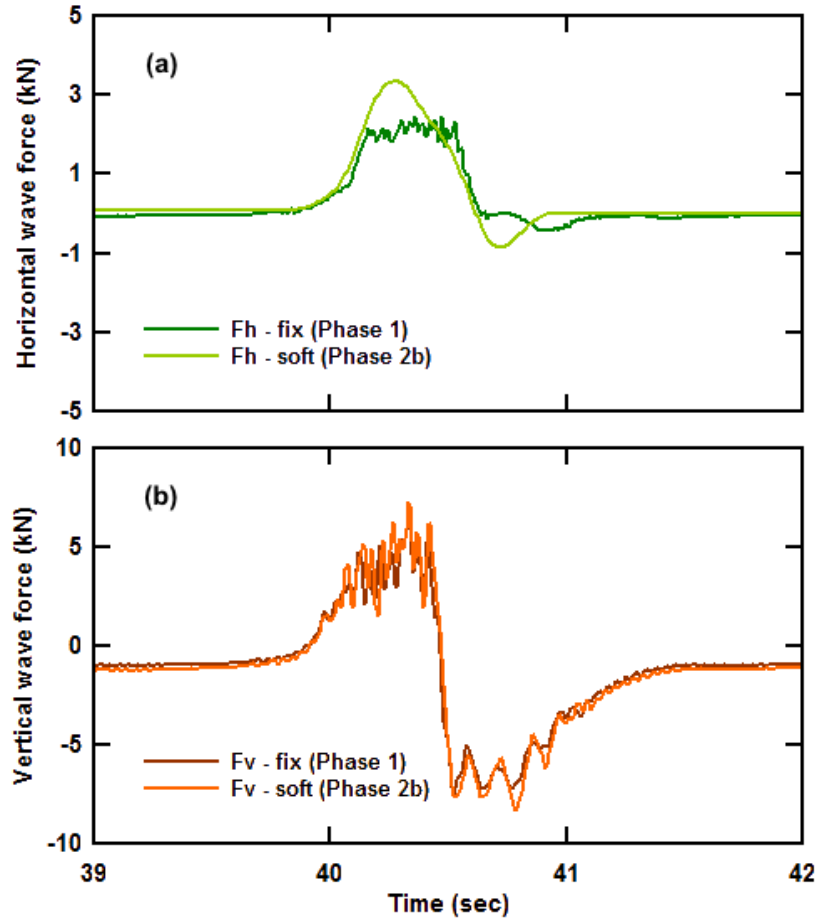 5
(a)
3
1
-1
-3
-5
Horizontal wave force (kN)
Fh - fix (Phase 1)
Fh - soft (Phase 2b)
10
(b)
5
0
-5
-10
Vertical wave force (kN)
Fv - fix (Phase 1)
Fv - soft (Phase 2b)
39 40 41 42
Time (sec)